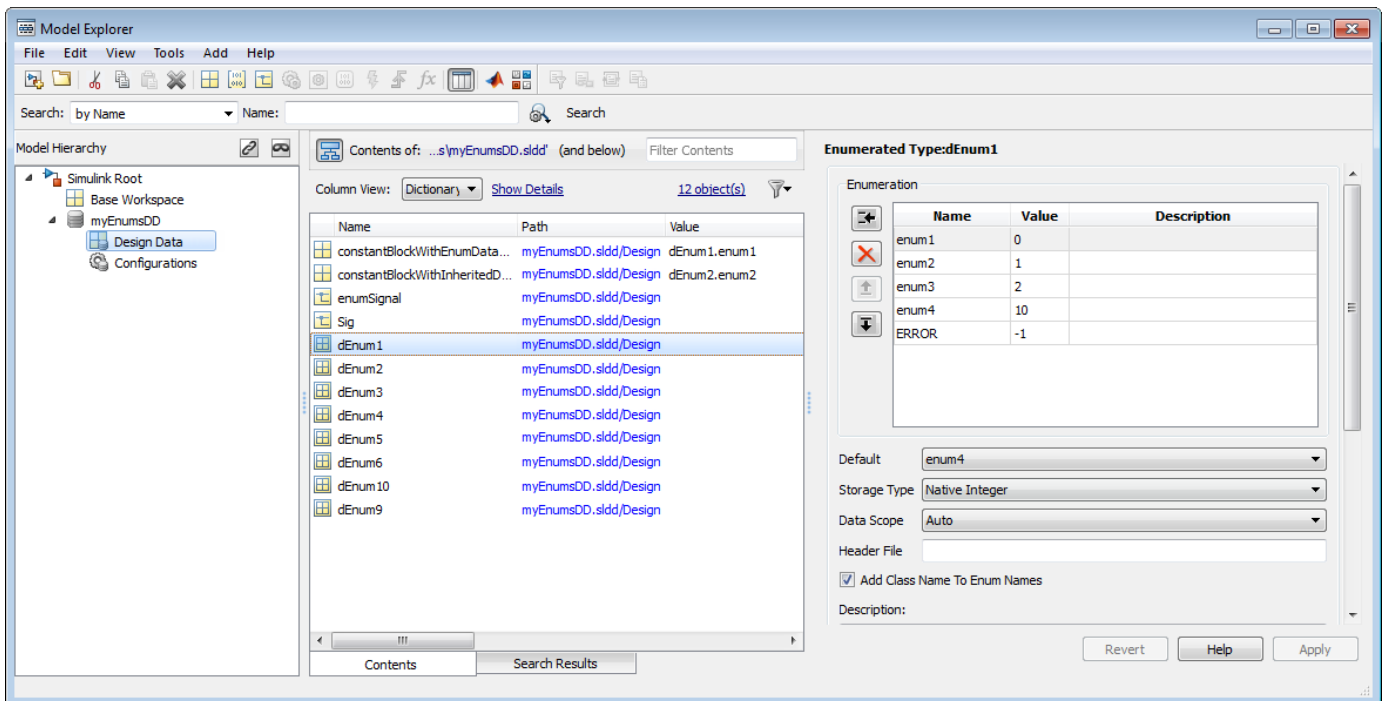 Model Explorer
File Edit View Tools Add Help
fx
Search: by Name Name: Search
Model Hierarchy
Simulink Root
Base Workspace
myEnumsDD
Design Data
Configurations
Contents of: ...s\myEnumsDD.sldd' (and below) Filter Contents
Column View: Dictionary Show Details 12 object(s)
Name Path Value
constantBlockWithEnumData... myEnumsDD.sldd/Design dEnum1.enum1
constantBlockWithInheritedD... myEnumsDD.sldd/Design dEnum2.enum2
enumSignal myEnumsDD.sldd/Design
Sig myEnumsDD.sldd/Design
dEnum1 myEnumsDD.sldd/Design
dEnum2 myEnumsDD.sldd/Design
dEnum3 myEnumsDD.sldd/Design
dEnum4 myEnumsDD.sldd/Design
dEnum5 myEnumsDD.sldd/Design
dEnum6 myEnumsDD.sldd/Design
dEnum10 myEnumsDD.sldd/Design
dEnum9 myEnumsDD.sldd/Design
Contents Search Results
Enumerated Type:dEnum1
Enumeration
Name Value Description
enum1 0
enum2 1
enum3 2
enum4 10
ERROR -1
Default enum4
Storage Type Native Integer
Data Scope Auto
Header File
Add Class Name To Enum Names
Description:
Revert Help Apply